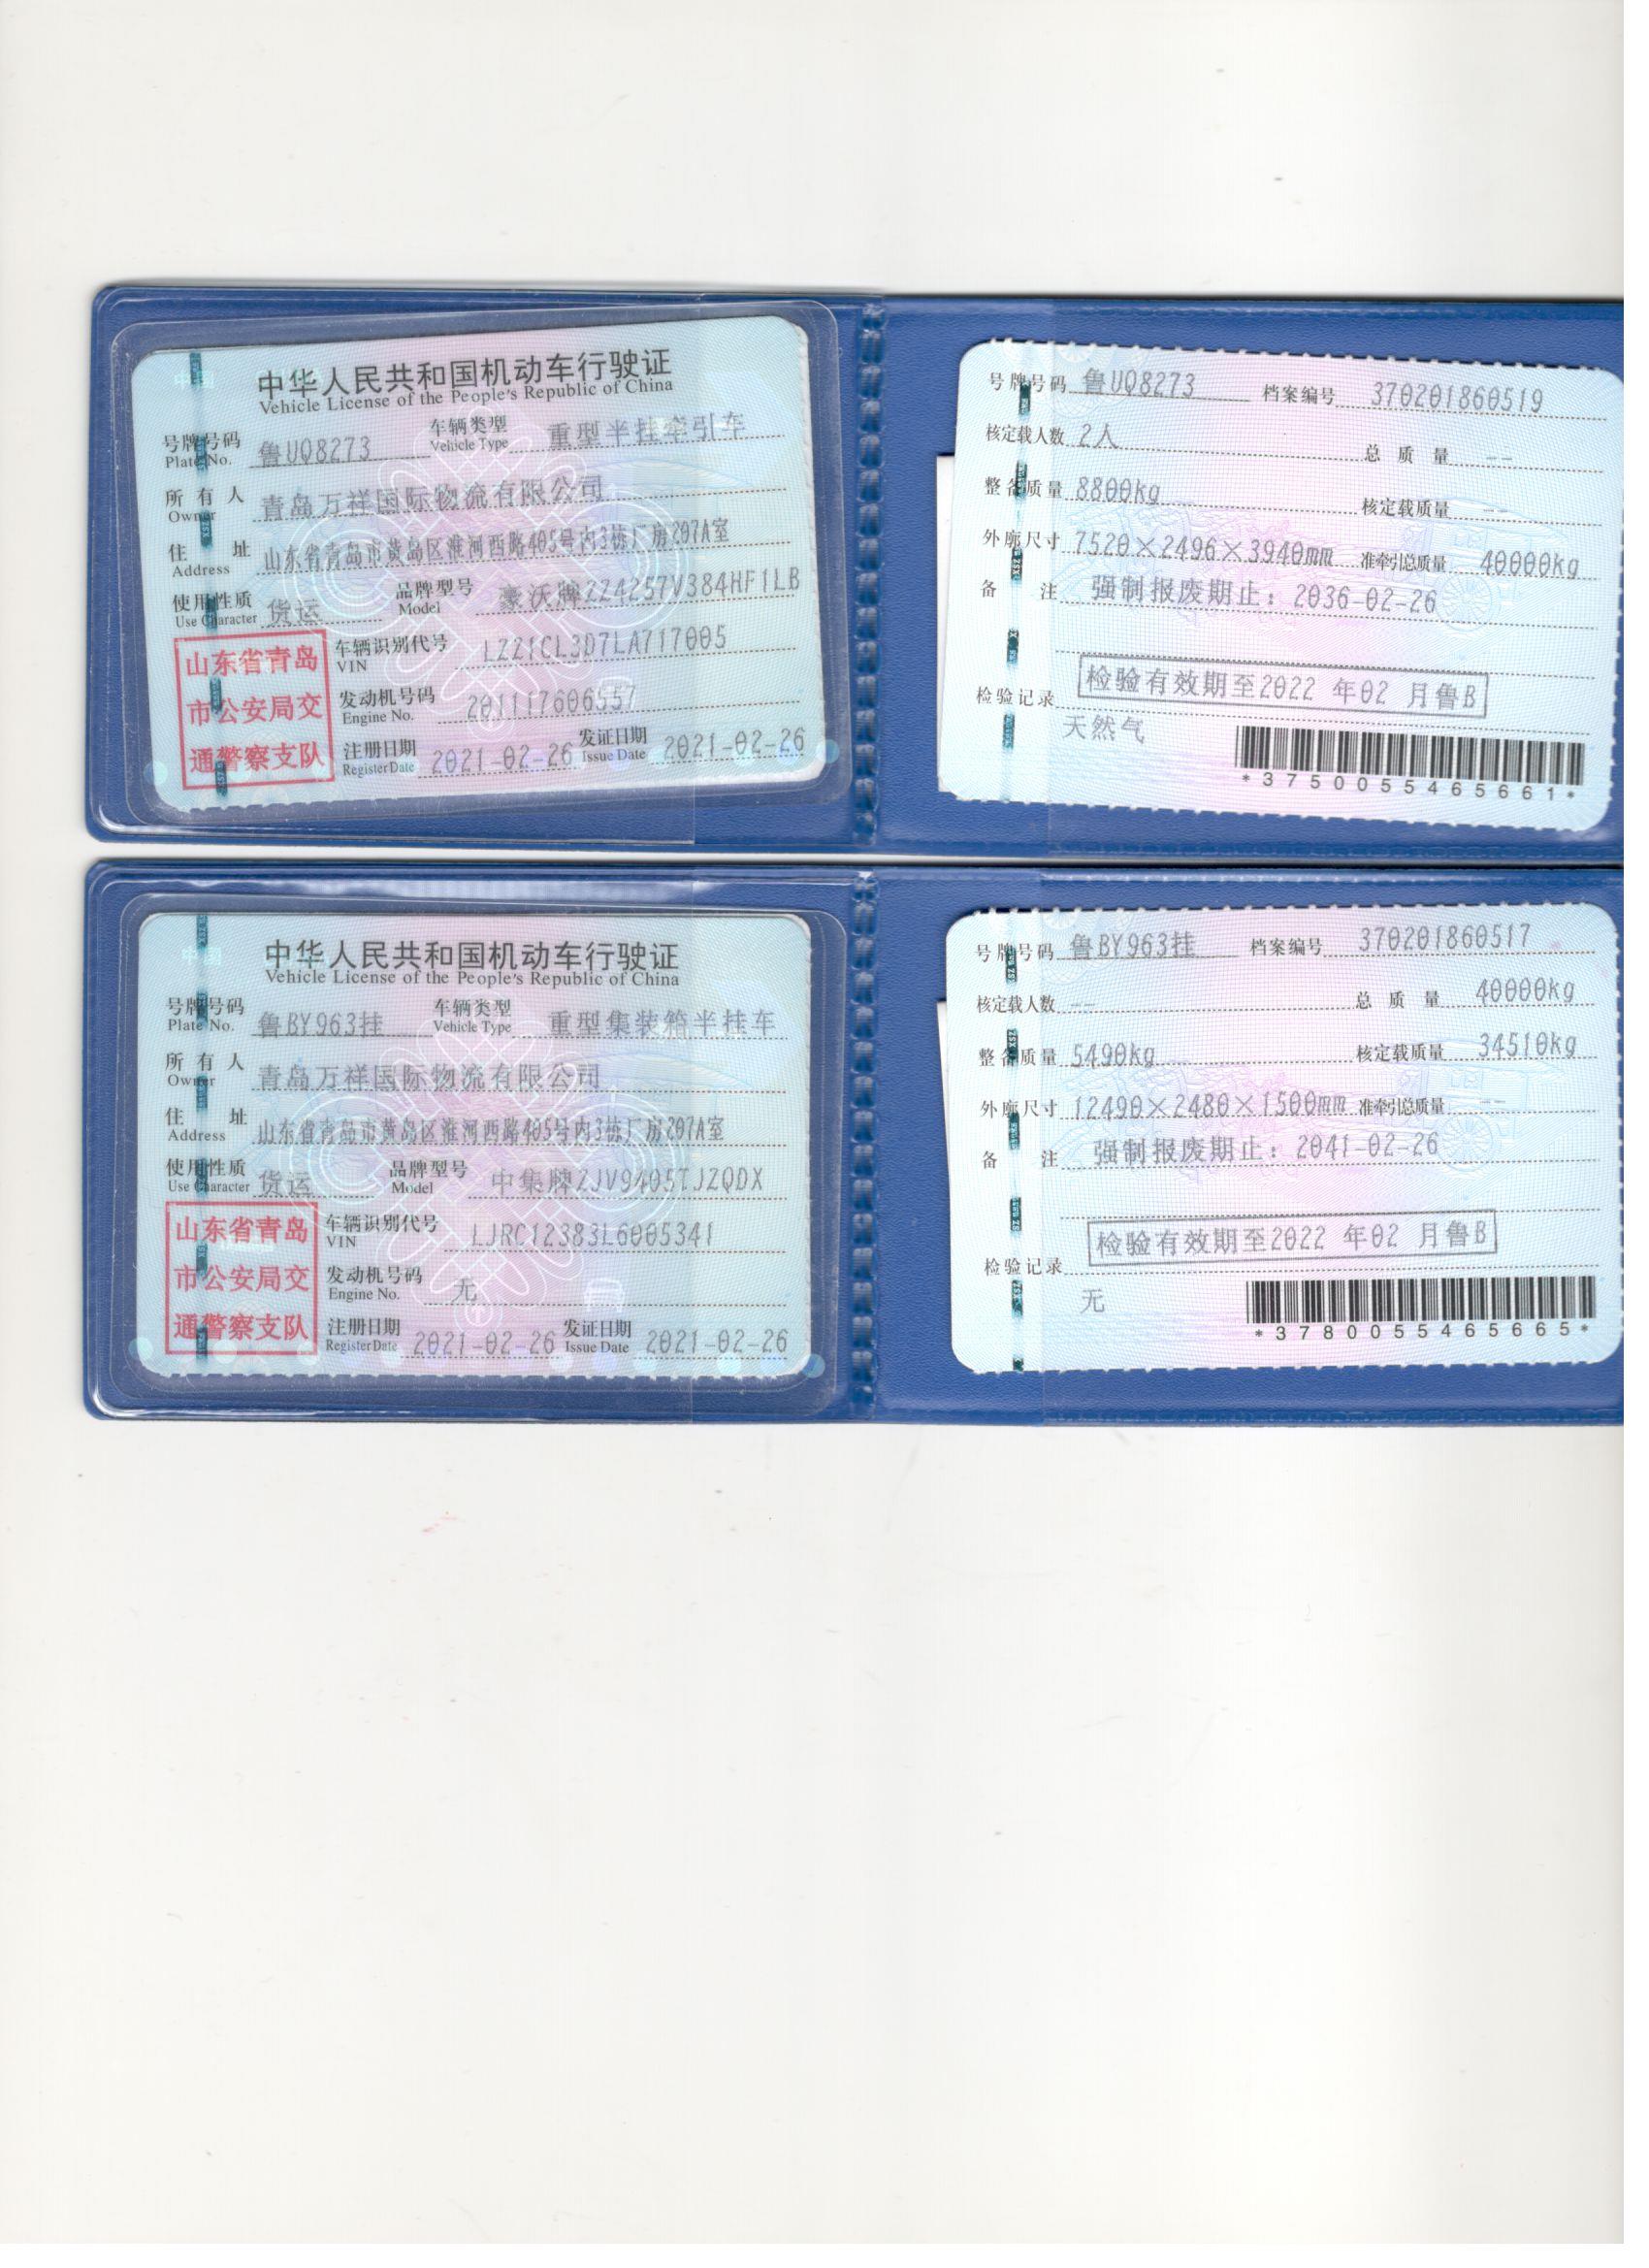 中华人民共和国机动车行驶证
Vehicle License of the People's Republic of China
号牌号码 鲁UQ8273 车辆类型 重型半挂牵引车
Plate No. Vehicle Type
所有人 青岛万祥国际物流有限公司
Owner
住址 山东省青岛市黄岛区淮河西路405号内3栋厂房207A室
Address
使用性质 货运 品牌型号 豪沃牌ZZ4257V384HF1LB
Use Character Model
山东省青岛
市公安局交
通警察支队
车辆识别代号 LZZ1CL3D7LA717005
VIN
发动机号码 201117606557
Engine No.
注册日期 2021-02-26 发证日期 2021-02-26
Register Date Issue Date
号牌号码 鲁UQ8273 档案编号 370201860519
核定载人数 2人 总质量 --
整备质量 8800kg 核定载质量 --
外廓尺寸 7520×2496×3940mm 准牵引总质量 40000kg
备注 强制报废期止：2036-02-26
检验有效期至2022 年02 月鲁B
检验记录
天然气
*3750055465661*
中华人民共和国机动车行驶证
Vehicle License of the People's Republic of China
号牌号码 鲁BY963挂 车辆类型 重型集装箱半挂车
Plate No. Vehicle Type
所有人 青岛万祥国际物流有限公司
Owner
住址 山东省青岛市黄岛区淮河西路405号内3栋厂房207A室
Address
使用性质 货运 品牌型号 中集牌ZJV9405TJZQDX
Use Character Model
山东省青岛
市公安局交
通警察支队
车辆识别代号 LJRC12383L6005341
VIN
发动机号码 无
Engine No.
注册日期 2021-02-26 发证日期 2021-02-26
Register Date Issue Date
号牌号码 鲁BY963挂 档案编号 370201860517
核定载人数 -- 总质量 40000kg
整备质量 5490kg 核定载质量 34510kg
外廓尺寸 12490×2480×1500mm 准牵引总质量 --
备注 强制报废期止：2041-02-26
检验有效期至2022 年02 月鲁B
检验记录
无
*3780055465665*